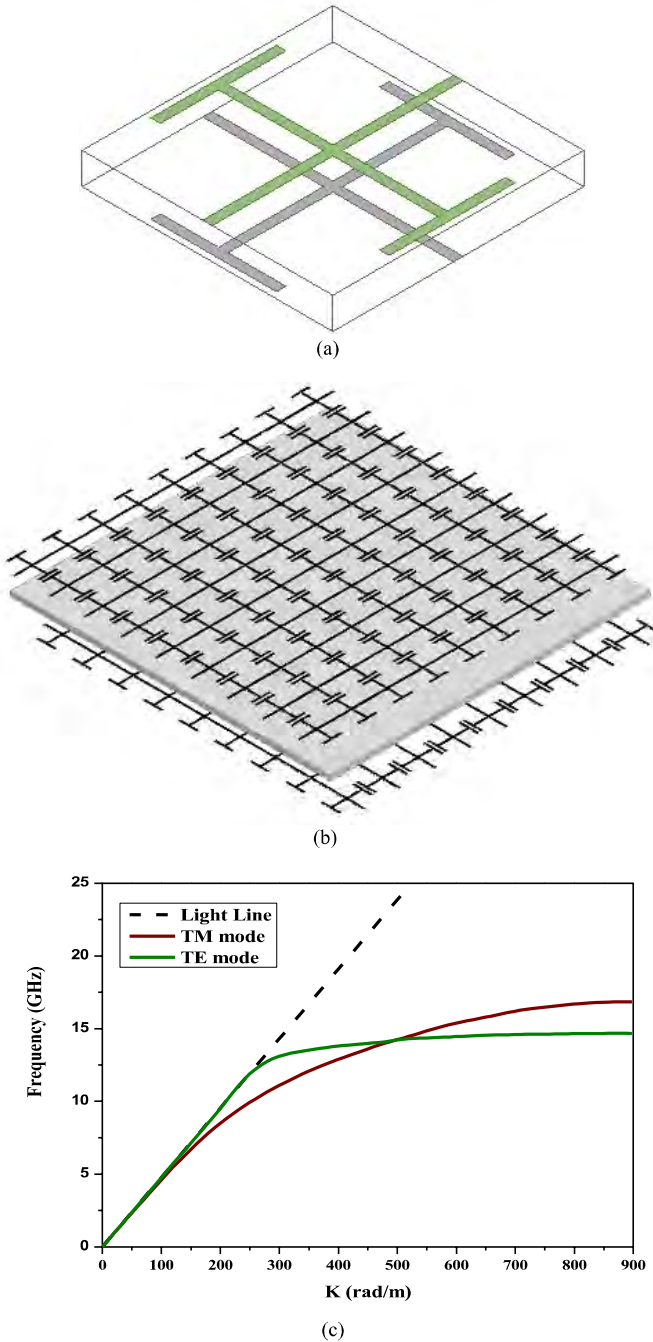 (a)
(b)
25
20
15
10
5
0
Frequency (GHz)
Light Line
TM mode
TE mode
0 100 200 300 400 500 600 700 800 900
K (rad/m)
(c)